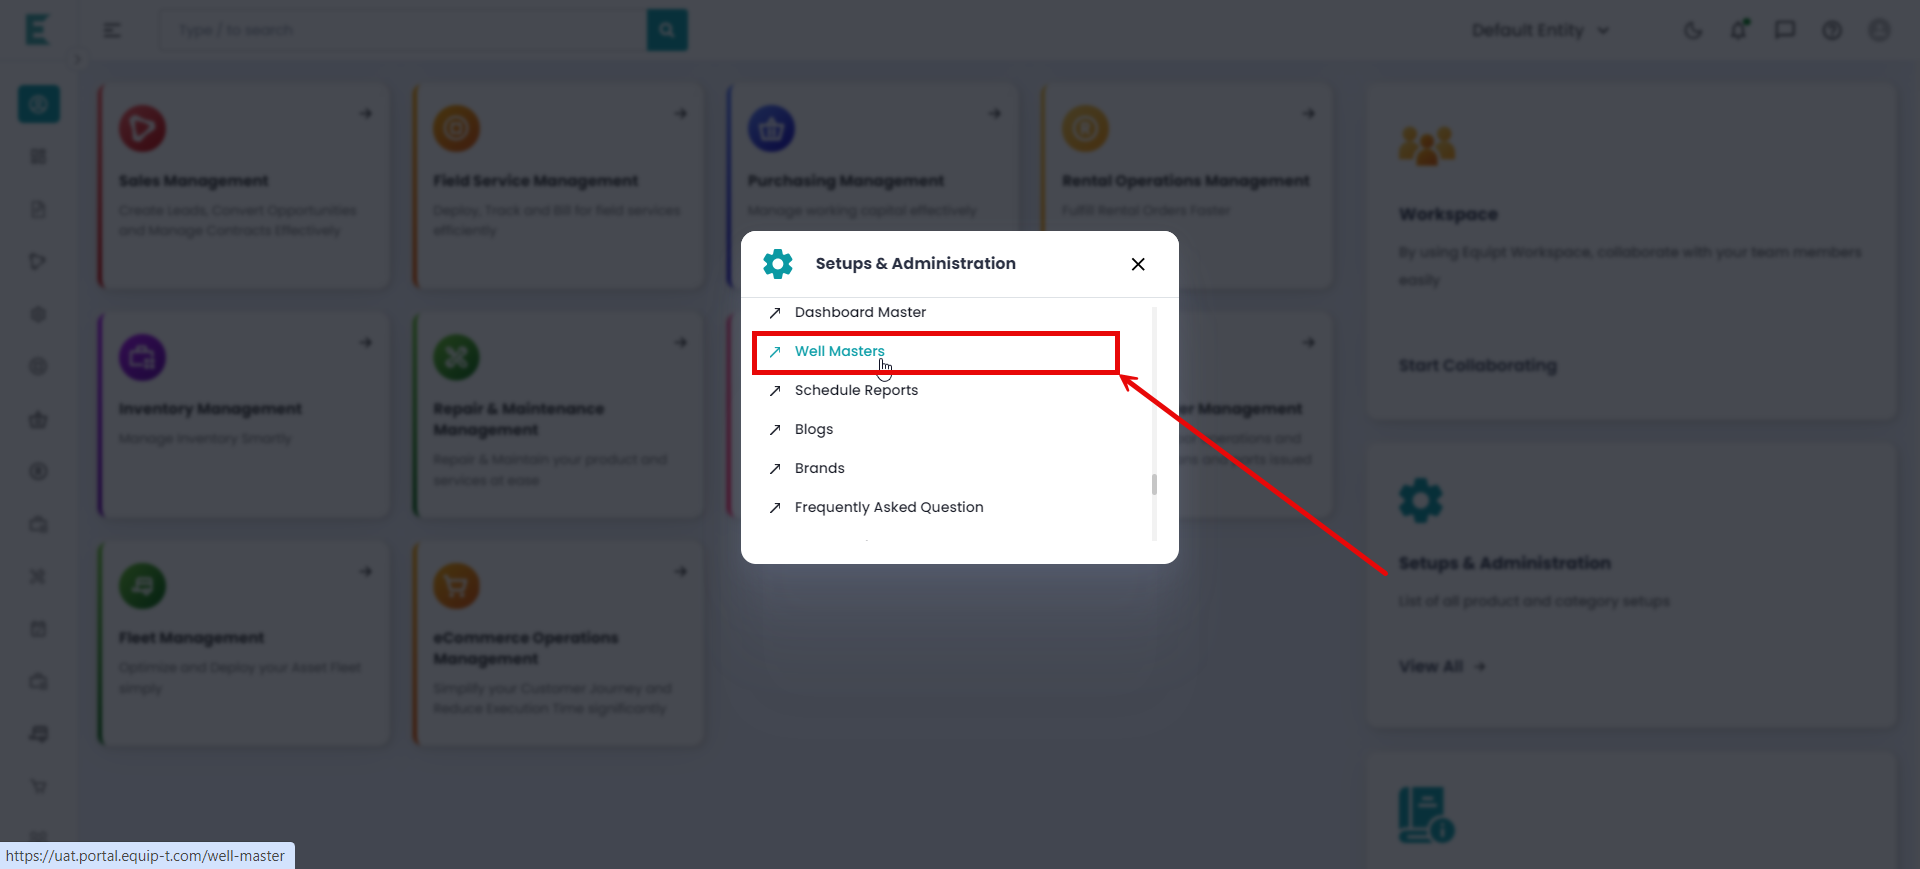 Type / to search
Default Entity
Sales Management
Create Leads, Convert Opportunities
and Manage Contracts Effectively.
Field Service Management
Deploy, Track and Bill for field services
efficiently.
Purchasing Management
Manage working capital effectively
Rental Operations Management
Fulfill Rental Orders Faster
Workspace
By using Equipt Workspace, collaborate with your team members
easily
Start Collaborating
Setups & Administration
Dashboard Master
Well Masters
Schedule Reports
Blogs
Brands
Frequently Asked Question
Inventory Management
Manage Inventory Smartly.
Repair & Maintenance
Management
Repair & Maintain your product and
services at ease
Management
operations and
parts issued
Setups & Administration
List of all product and category setups
View All
Fleet Management
Optimize and Deploy your Asset Fleet
simply
eCommerce Operations
Management
Simplify your Customer Journey and
Reduce Execution Time significantly
https://uat.portal.equip-t.com/well-master